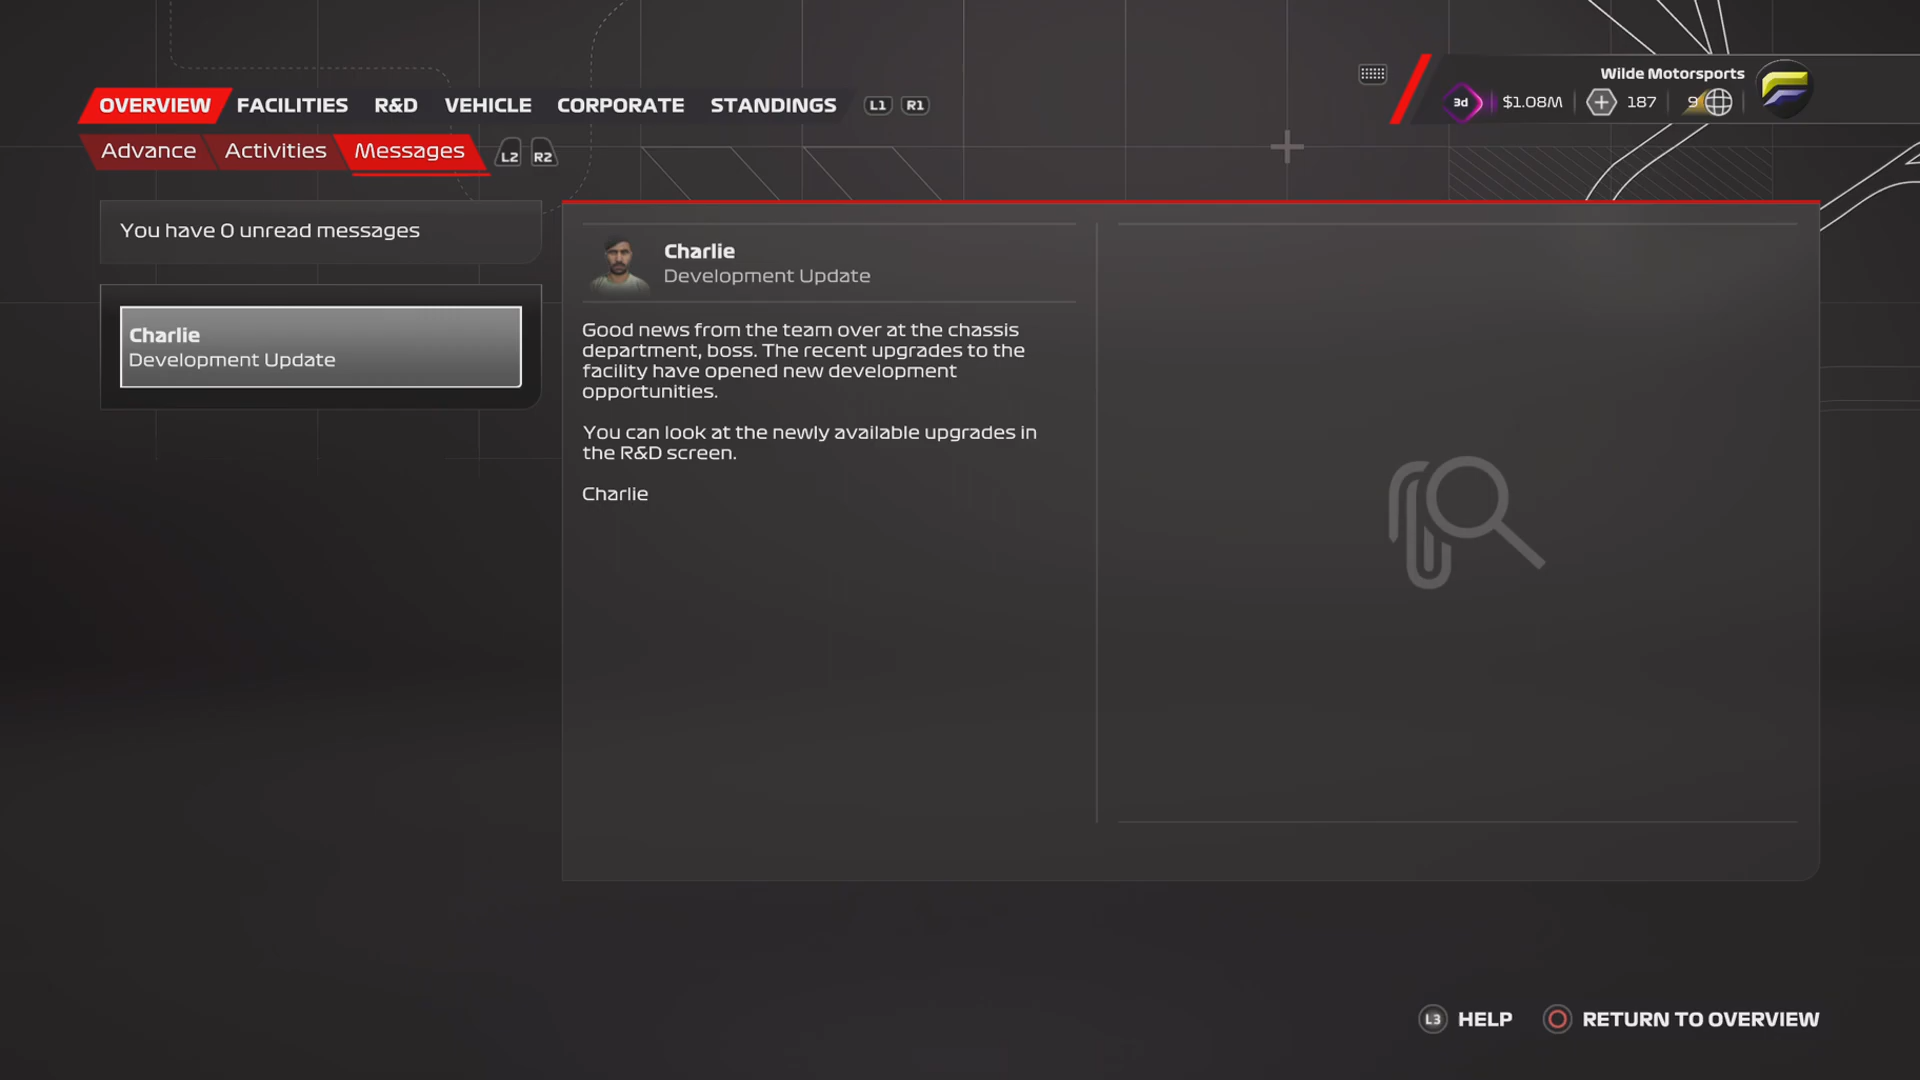 Wilde Motorsports
3d $1.08M 187 9
OVERVIEW FACILITIES R&D VEHICLE CORPORATE STANDINGS L1 R1
Advance Activities Messages L2 R2
You have 0 unread messages
Charlie
Development Update
Charlie
Development Update
Good news from the team over at the chassis
department, boss. The recent upgrades to the
facility have opened new development
opportunities.
You can look at the newly available upgrades in
the R&D screen.
Charlie
L3 HELP RETURN TO OVERVIEW